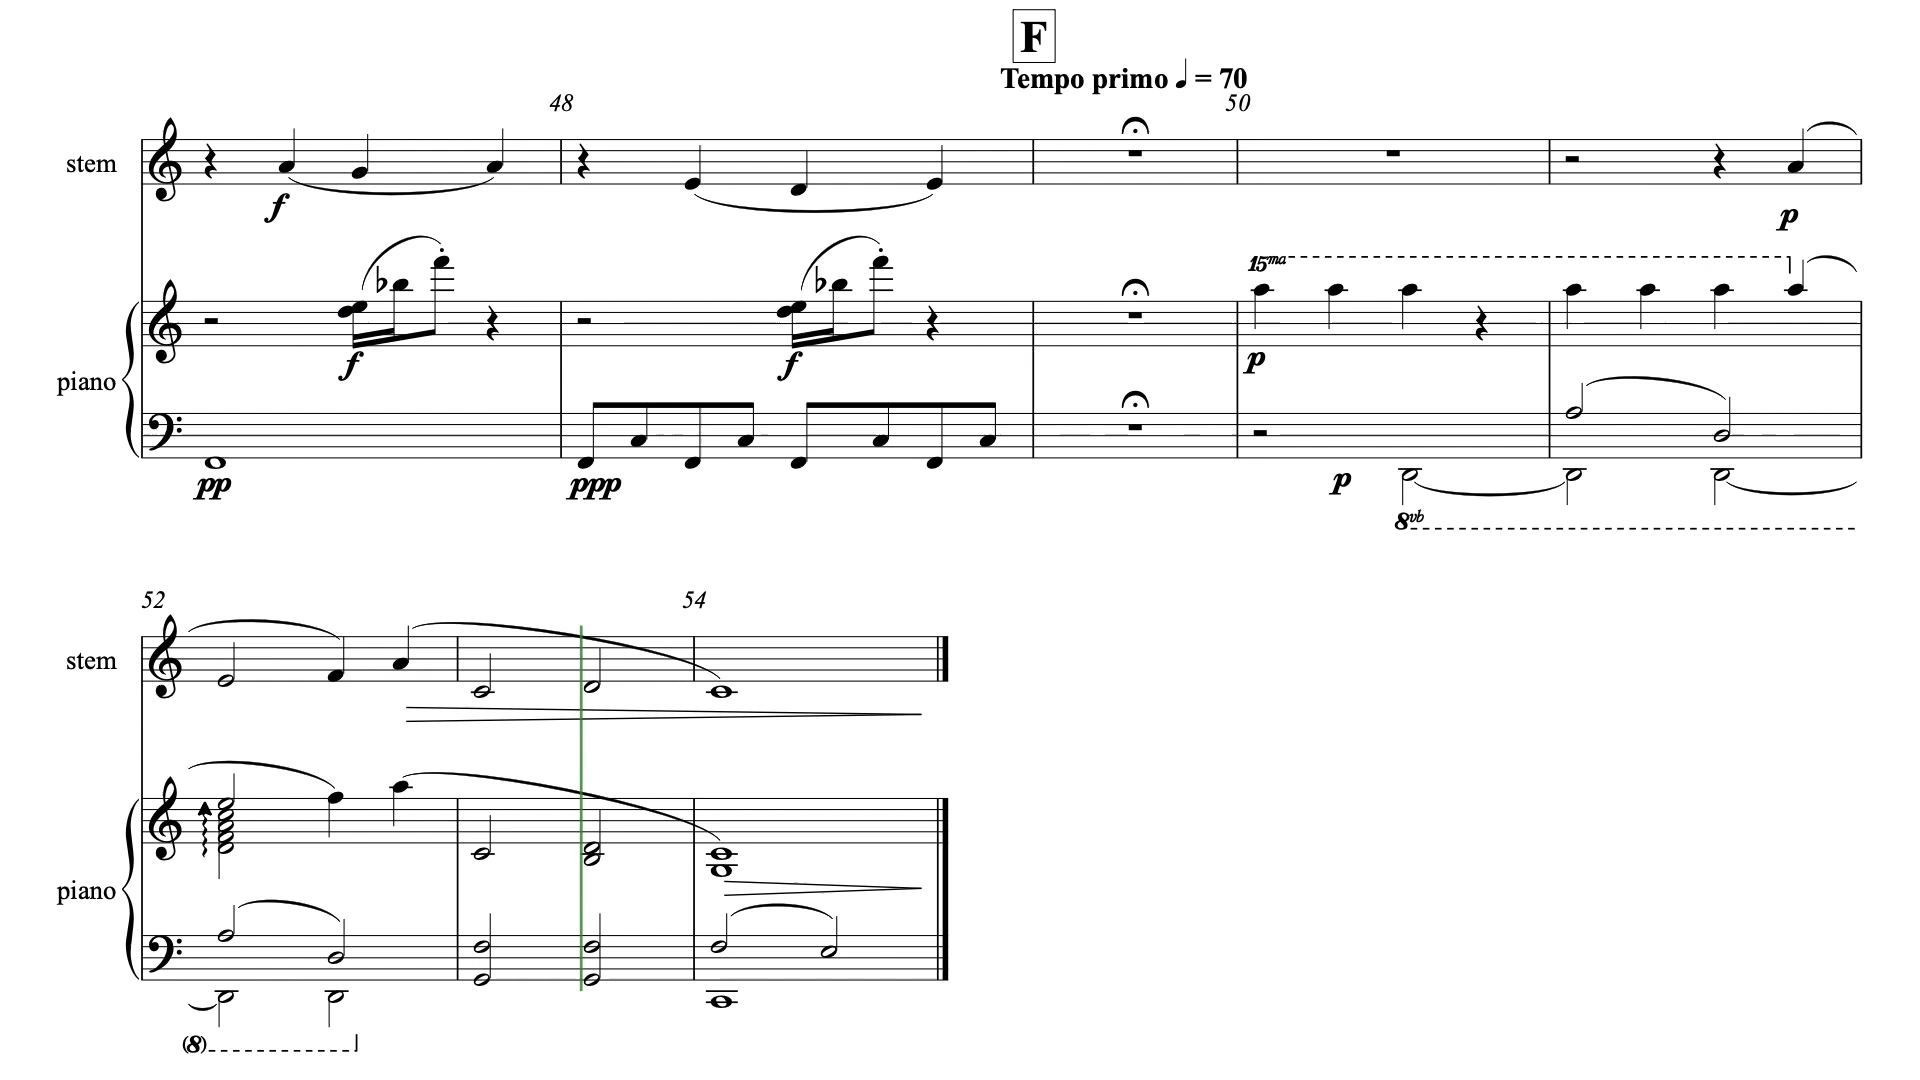 F
Tempo primo ♩ = 70
48
50
stem
f
p
15ma
piano
f
f
p
pp
ppp
p
8vb
52
54
stem
piano
(8)